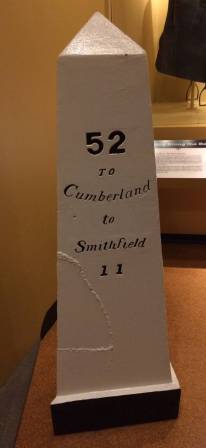 52
TO
Cumberland
to
Smithfield
11